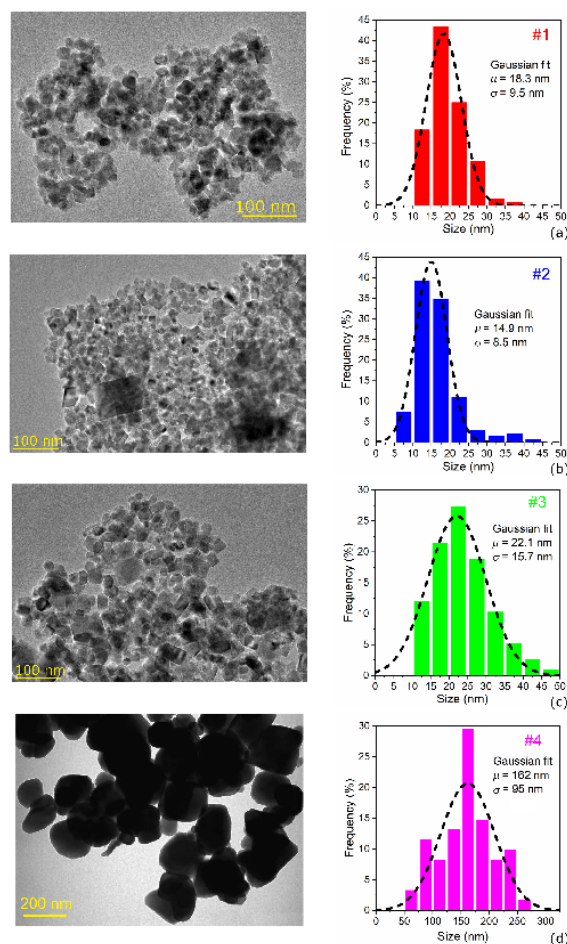 100 nm
#1
Gaussian fit
μ = 18.3 nm
σ = 9.5 nm
Frequency (%)
45
40
35
30
25
20
15
10
5
0
0 5 10 15 20 25 30 35 40 45 50
Size (nm)
(a)
100 nm
#2
Gaussian fit
μ = 14.9 nm
σ = 8.5 nm
Frequency (%)
45
40
35
30
25
20
15
10
5
0
0 5 10 15 20 25 30 35 40 45 50
Size (nm)
(b)
100 nm
#3
Gaussian fit
μ = 22.1 nm
σ = 15.7 nm
Frequency (%)
30
25
20
15
10
5
0
0 5 10 15 20 25 30 35 40 45 50
Size (nm)
(c)
200 nm
#4
Gaussian fit
μ = 162 nm
σ = 95 nm
Frequency (%)
30
25
20
15
10
5
0
0 50 100 150 200 250 300
Size (nm)
(d)